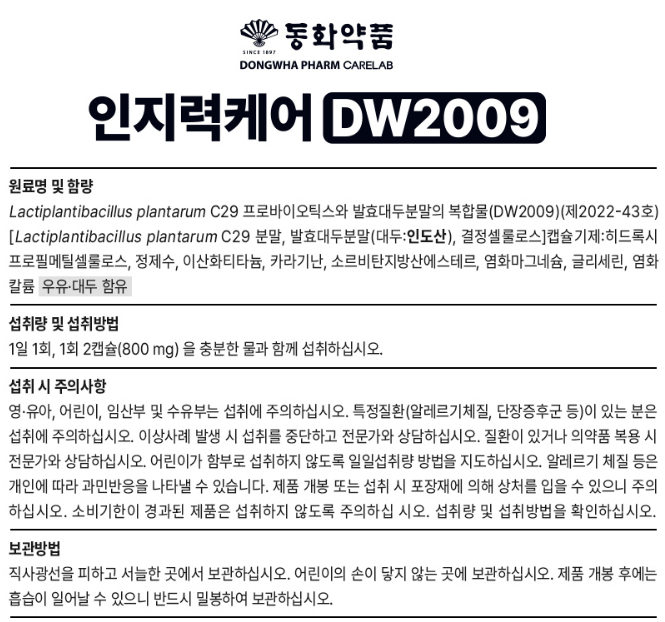 동화약품
SINCE 1897
DONGWHA PHARM CARELAB
인지력케어 DW2009
원료명 및 함량
Lactiplantibacillus plantarum C29 프로바이오틱스와 발효대두분말의 복합물(DW2009)(제2022-43호)
[Lactiplantibacillus plantarum C29 분말, 발효대두분말(대두:인도산), 결정셀룰로스]캡슐기제:히드록시
프로필메틸셀룰로스, 정제수, 이산화티타늄, 카라기난, 소르비탄지방산에스테르, 염화마그네슘, 글리세린, 염화
칼륨 우유·대두 함유
섭취량 및 섭취방법
1일 1회, 1회 2캡슐(800 mg) 을 충분한 물과 함께 섭취하십시오.
섭취 시 주의사항
영·유아, 어린이, 임산부 및 수유부는 섭취에 주의하십시오. 특정질환(알레르기체질, 단장증후군 등)이 있는 분은
섭취에 주의하십시오. 이상사례 발생 시 섭취를 중단하고 전문가와 상담하십시오. 질환이 있거나 의약품 복용 시
전문가와 상담하십시오. 어린이가 함부로 섭취하지 않도록 일일섭취량 방법을 지도하십시오. 알레르기 체질 등은
개인에 따라 과민반응을 나타낼 수 있습니다. 제품 개봉 또는 섭취 시 포장재에 의해 상처를 입을 수 있으니 주의
하십시오. 소비기한이 경과된 제품은 섭취하지 않도록 주의하십 시오. 섭취량 및 섭취방법을 확인하십시오.
보관방법
직사광선을 피하고 서늘한 곳에서 보관하십시오. 어린이의 손이 닿지 않는 곳에 보관하십시오. 제품 개봉 후에는
흡습이 일어날 수 있으니 반드시 밀봉하여 보관하십시오.